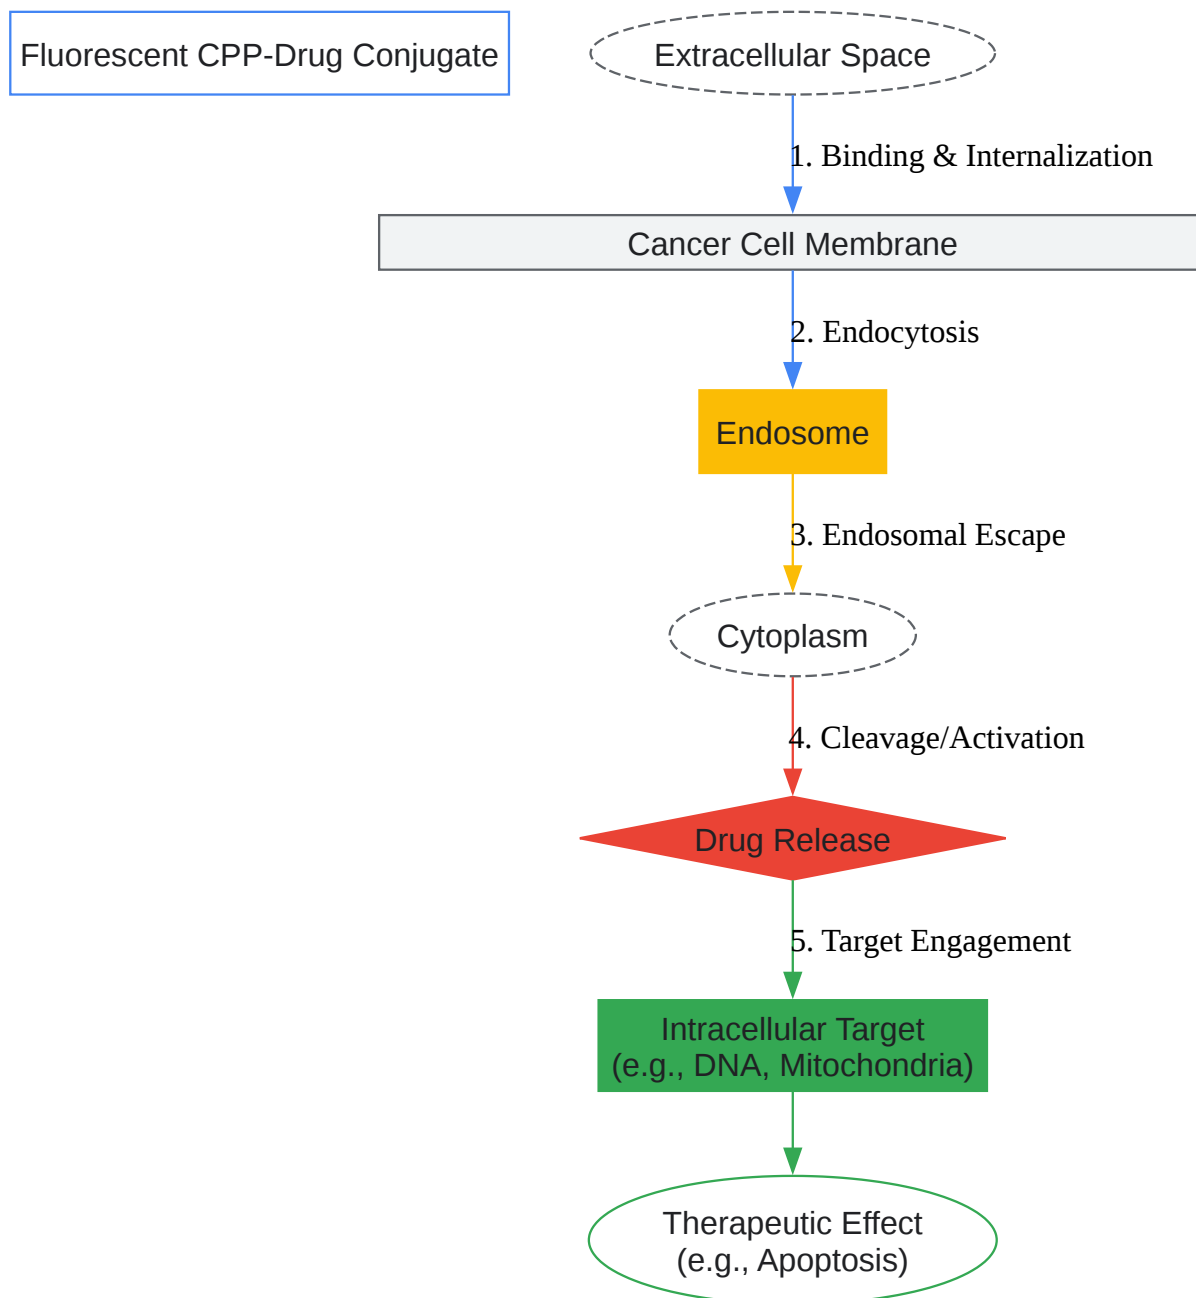 Fluorescent CPP-Drug Conjugate
Extracellular Space
1. Binding & Internalization
Cancer Cell Membrane
2. Endocytosis
Endosome
3. Endosomal Escape
Cytoplasm
4. Cleavage/Activation
Drug Release
5. Target Engagement
Intracellular Target
(e.g., DNA, Mitochondria)
Therapeutic Effect
(e.g., Apoptosis)